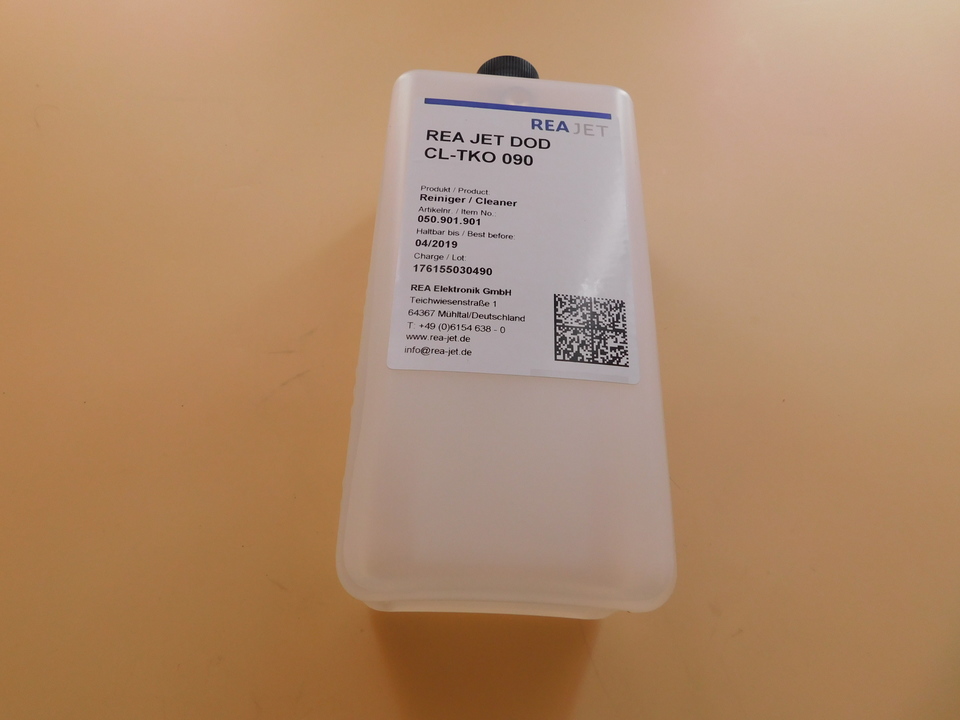 REA JET
REA JET DOD
CL-TKO 090
Produkt / Product:
Reiniger / Cleaner
Artikelnr. / Item No.:
050.901.901
Haltbar bis / Best before:
04/2019
Charge / Lot:
176155030490
REA Elektronik GmbH
Teichwiesenstraße 1
64367 Mühltal/Deutschland
T: +49 (0)6154 638 - 0
www.rea-jet.de
info@rea-jet.de